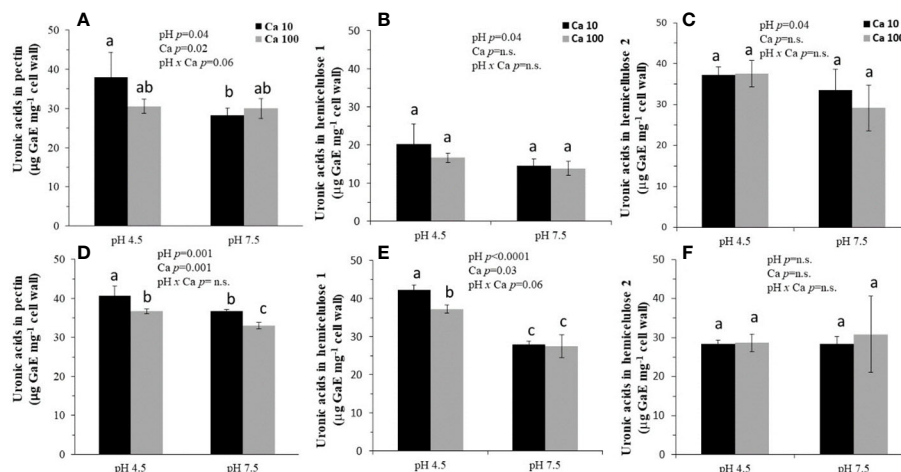 A
Uronic acids in pectin
(µg GaE mg⁻¹ cell wall)
50
40
30
20
10
0
pH p=0.04
Ca p=0.02
pH x Ca p=0.06
Ca 10
Ca 100
a
ab
b
ab
pH 4.5
pH 7.5
B
Uronic acids in hemicelulose 1
(µg GaE mg⁻¹ cell wall)
50
40
30
20
10
0
pH p=0.04
Ca p=n.s.
pH x Ca p=n.s.
Ca 10
Ca 100
a
a
a
a
pH 4.5
pH 7.5
C
Uronic acids in hemicellulose 2
(µg GaE mg⁻¹ cell wall)
50
40
30
20
10
0
pH p=0.04
Ca p=n.s.
pH x Ca p=n.s.
Ca 10
Ca 100
a
a
a
a
pH 4.5
pH 7.5
D
Uronic acids in pectin
(µg GaE mg⁻¹ cell wall)
50
40
30
20
10
0
pH p=0.001
Ca p=0.001
pH x Ca p= n.s.
a
b
b
c
pH 4.5
pH 7.5
E
Uronic acids in hemicelulose 1
(µg GaE mg⁻¹ cell wall)
50
40
30
20
10
0
pH p<0.0001
Ca p=0.03
pH x Ca p=0.06
a
b
c
c
pH 4.5
pH 7.5
F
Uronic acids in hemicelulose 2
(µg GaE mg⁻¹ cell wall)
50
40
30
20
10
0
pH p=n.s.
Ca p=n.s.
pH x Ca p=n.s.
a
a
a
a
pH 4.5
pH 7.5